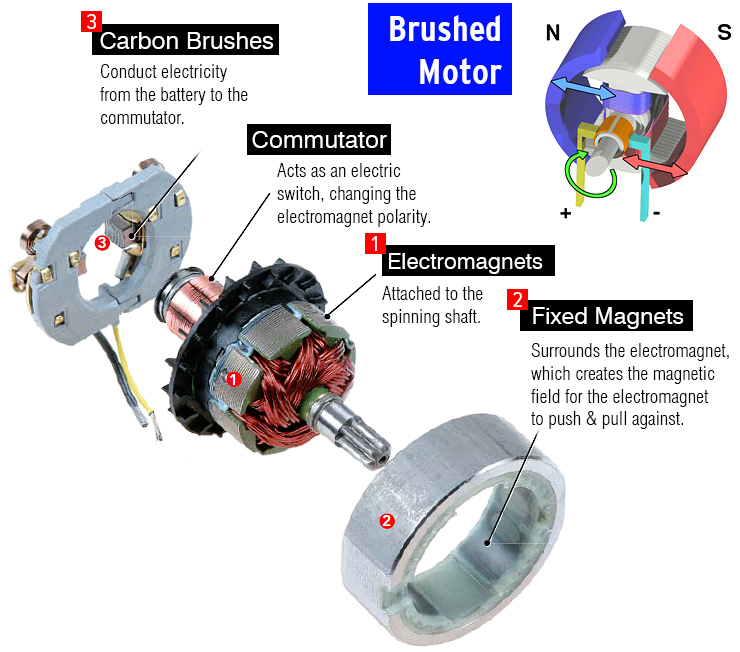 3
Carbon Brushes
Conduct electricity
from the battery to the
commutator.
Brushed
Motor
N
S
+
-
Commutator
Acts as an electric
switch, changing the
electromagnet polarity.
1
Electromagnets
Attached to the
spinning shaft.
2
Fixed Magnets
Surrounds the electromagnet,
which creates the magnetic
field for the electromagnet
to push & pull against.
3
1
2